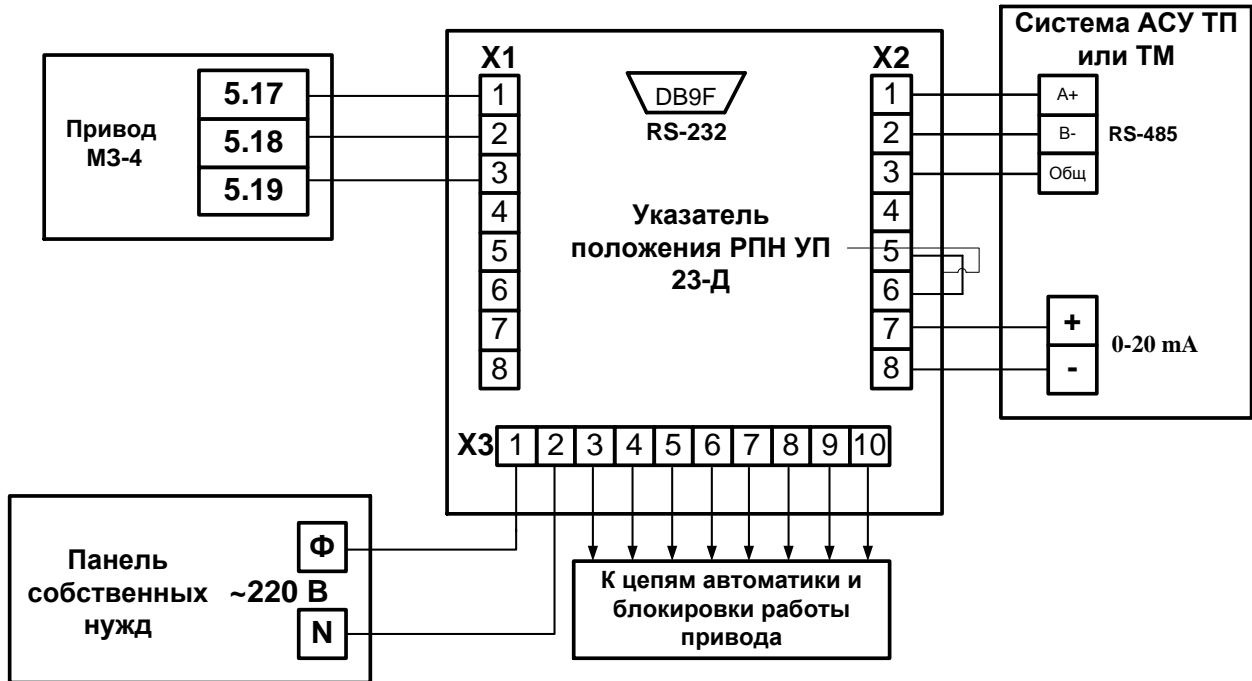 Привод
МЗ-4
5.17
5.18
5.19
X1
1
2
3
4
5
6
7
8
DB9F
RS-232
Указатель
положения РПН УП
23-Д
X2
1
2
3
4
5
6
7
8
Система АСУ ТП
или ТМ
A+
B-
Общ
RS-485
+
-
0-20 mA
X3 1 2 3 4 5 6 7 8 9 10
Панель
собственных
нужд
~220 В
Ф
N
К цепям автоматики и
блокировки работы
привода